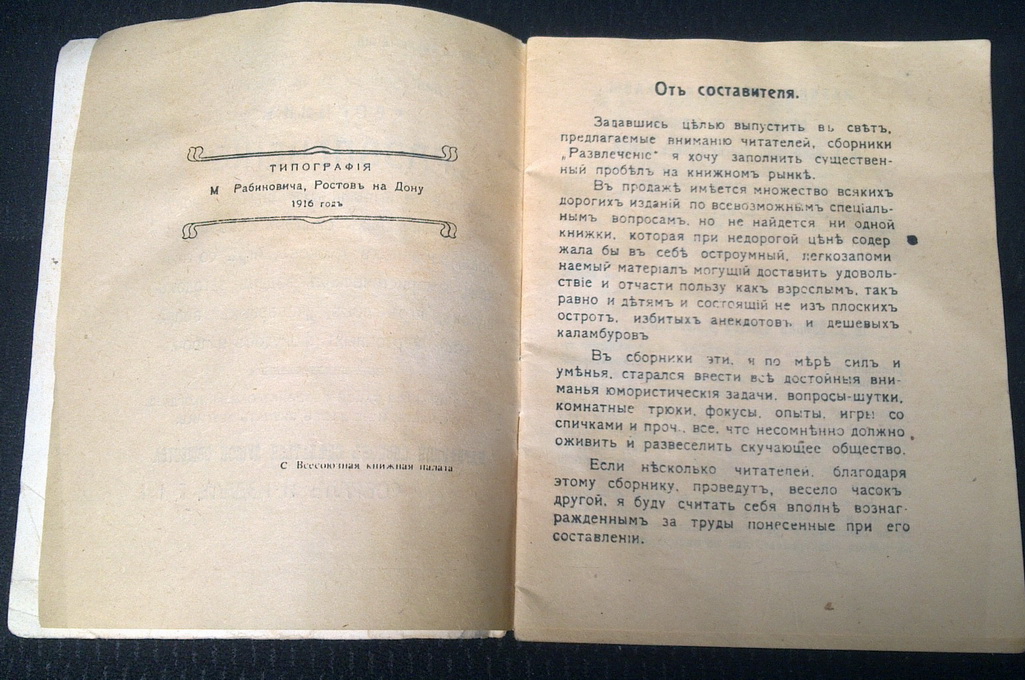 ТИПОГРАФІЯ
М Рабиновича, Ростовъ на Дону
1916 годъ
С Всесоюзная книжная палата
Отъ составителя.
Задавшись цѣлью выпустить въ свѣтъ,
предлагаемые вниманію читателей, сборники
„Развлеченіе" я хочу заполнить существен-
ный пробѣлъ на книжномъ рынкѣ.
Въ продажѣ имѣется множество всякихъ
дорогихъ изданій по всевозможнымъ спеціаль-
нымъ вопросамъ, но не найдется ни одной
книжки, которая при недорогой цѣнѣ содер
жала бы въ себѣ остроумный, легкозапоми
наемый матеріалъ могущій доставить удоволь-
ствіе и отчасти пользу какъ взрослымъ, такъ
равно и дѣтямъ и состоящій не изъ плоскихъ
остротъ, избитыхъ анекдотовъ и дешевыхъ
каламбуровъ
Въ сборники эти, я по мѣрѣ силъ и
умѣнья, старался ввести всѣ достойныя вни-
манья юмористическія задачи, вопросы-шутки,
комнатные трюки, фокусы, опыты, игры со
спичками и проч., все, что несомнѣнно должно
оживить и развеселить скучающее общество.
Если нѣсколько читателей, благодаря
этому сборнику, проведутъ, весело часокъ
другой, я буду считать себя вполнѣ вознаг-
ражденнымъ за труды понесенные при его
составленіи.